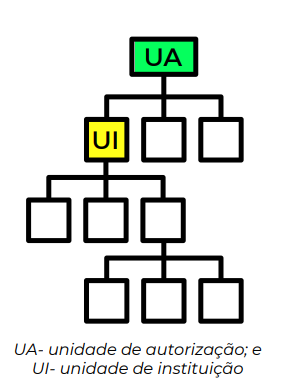 UA
UI
UA- unidade de autorização; e
UI- unidade de instituição